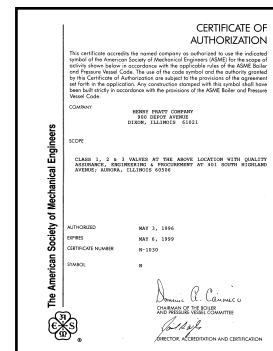 CERTIFICATE OF
AUTHORIZATION
This certificate accredits the named company as authorized to use the indicated
symbol of the American Society of Mechanical Engineers (ASME) for the scope of
activity shown below in accordance with the applicable rules of the ASME Boiler
and Pressure Vessel Code. The use of the code symbol and the authority granted
by this Certificate of Authorization are subject to the provisions of the agreement
set forth in the application. Any construction stamped with this symbol shall have
been built strictly in accordance with the provisions of the ASME Boiler and Pressure
Vessel Code.
COMPANY
HENRY PRATT COMPANY
980 DEPOT AVENUE
DIXON, ILLINOIS 61021
SCOPE
CLASS 1, 2 & 3 VALVES AT THE ABOVE LOCATION WITH QUALITY
ASSURANCE, ENGINEERING & PROCUREMENT AT 401 SOUTH HIGHLAND
AVENUE; AURORA, ILLINOIS 60506
AUTHORIZED MAY 3, 1996
EXPIRES MAY 6, 1999
CERTIFICATE NUMBER N-1030
SYMBOL N
CHAIRMAN OF THE BOILER
AND PRESSURE VESSEL COMMITTEE
DIRECTOR, ACCREDITATION AND CERTIFICATION
The American Society of Mechanical Engineers